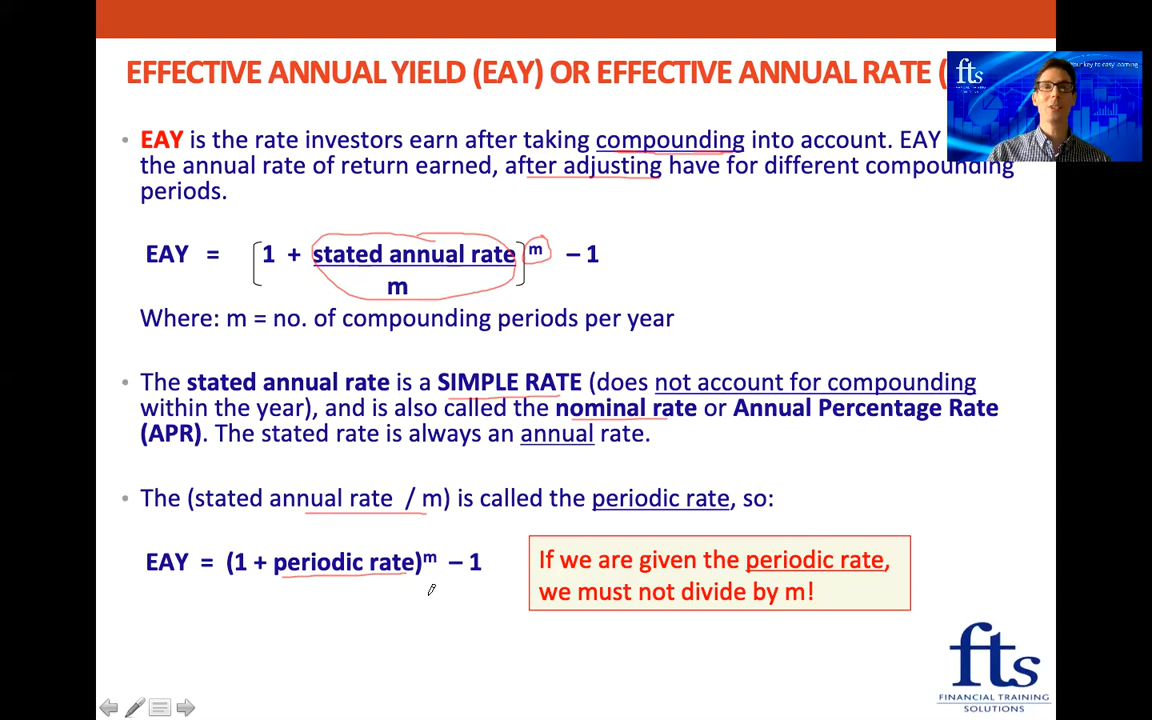 EFFECTIVE ANNUAL YIELD (EAY) OR EFFECTIVE ANNUAL RATE (
fts
your key to easy learning
• EAY is the rate investors earn after taking compounding into account. EAY
the annual rate of return earned, after adjusting have for different compounding
periods.
EAY = [1 + stated annual rate]ᵐ – 1
m
Where: m = no. of compounding periods per year
• The stated annual rate is a SIMPLE RATE (does not account for compounding
within the year), and is also called the nominal rate or Annual Percentage Rate
(APR). The stated rate is always an annual rate.
• The (stated annual rate / m) is called the periodic rate, so:
EAY = (1 + periodic rate)ᵐ – 1
If we are given the periodic rate,
we must not divide by m!
fts
FINANCIAL TRAINING
SOLUTIONS